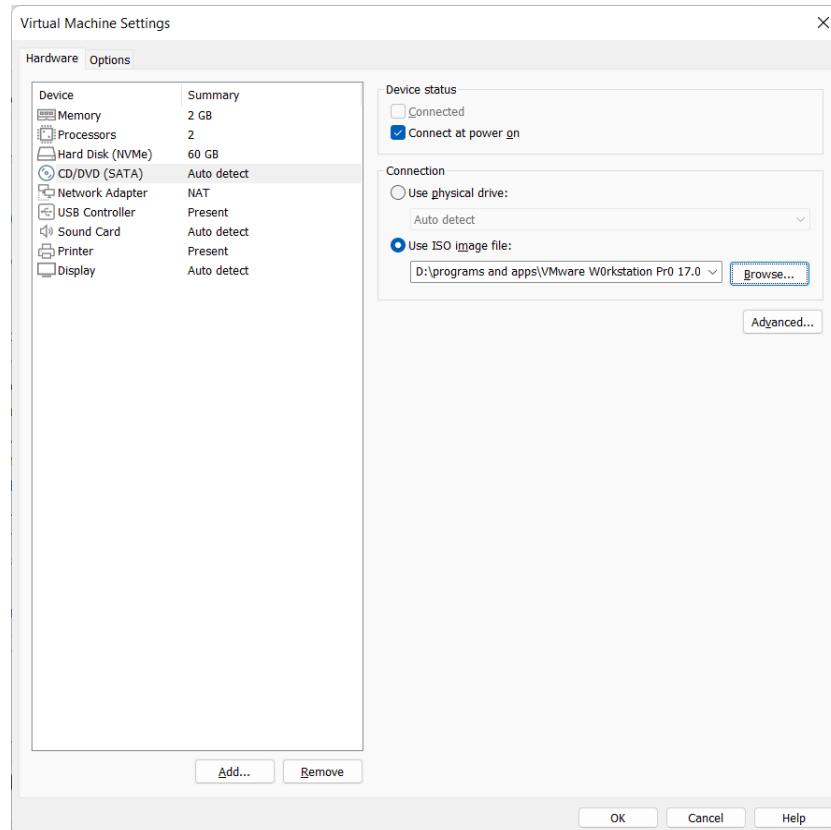 Virtual Machine Settings
Hardware Options
Device Summary
Memory 2 GB
Processors 2
Hard Disk (NVMe) 60 GB
CD/DVD (SATA) Auto detect
Network Adapter NAT
USB Controller Present
Sound Card Auto detect
Printer Present
Display Auto detect
Add... Remove
Device status
Connected
Connect at power on
Connection
Use physical drive:
Auto detect
Use ISO image file:
D:\programs and apps\VMware W0rkstation Pr0 17.0 Browse...
Advanced...
OK Cancel Help